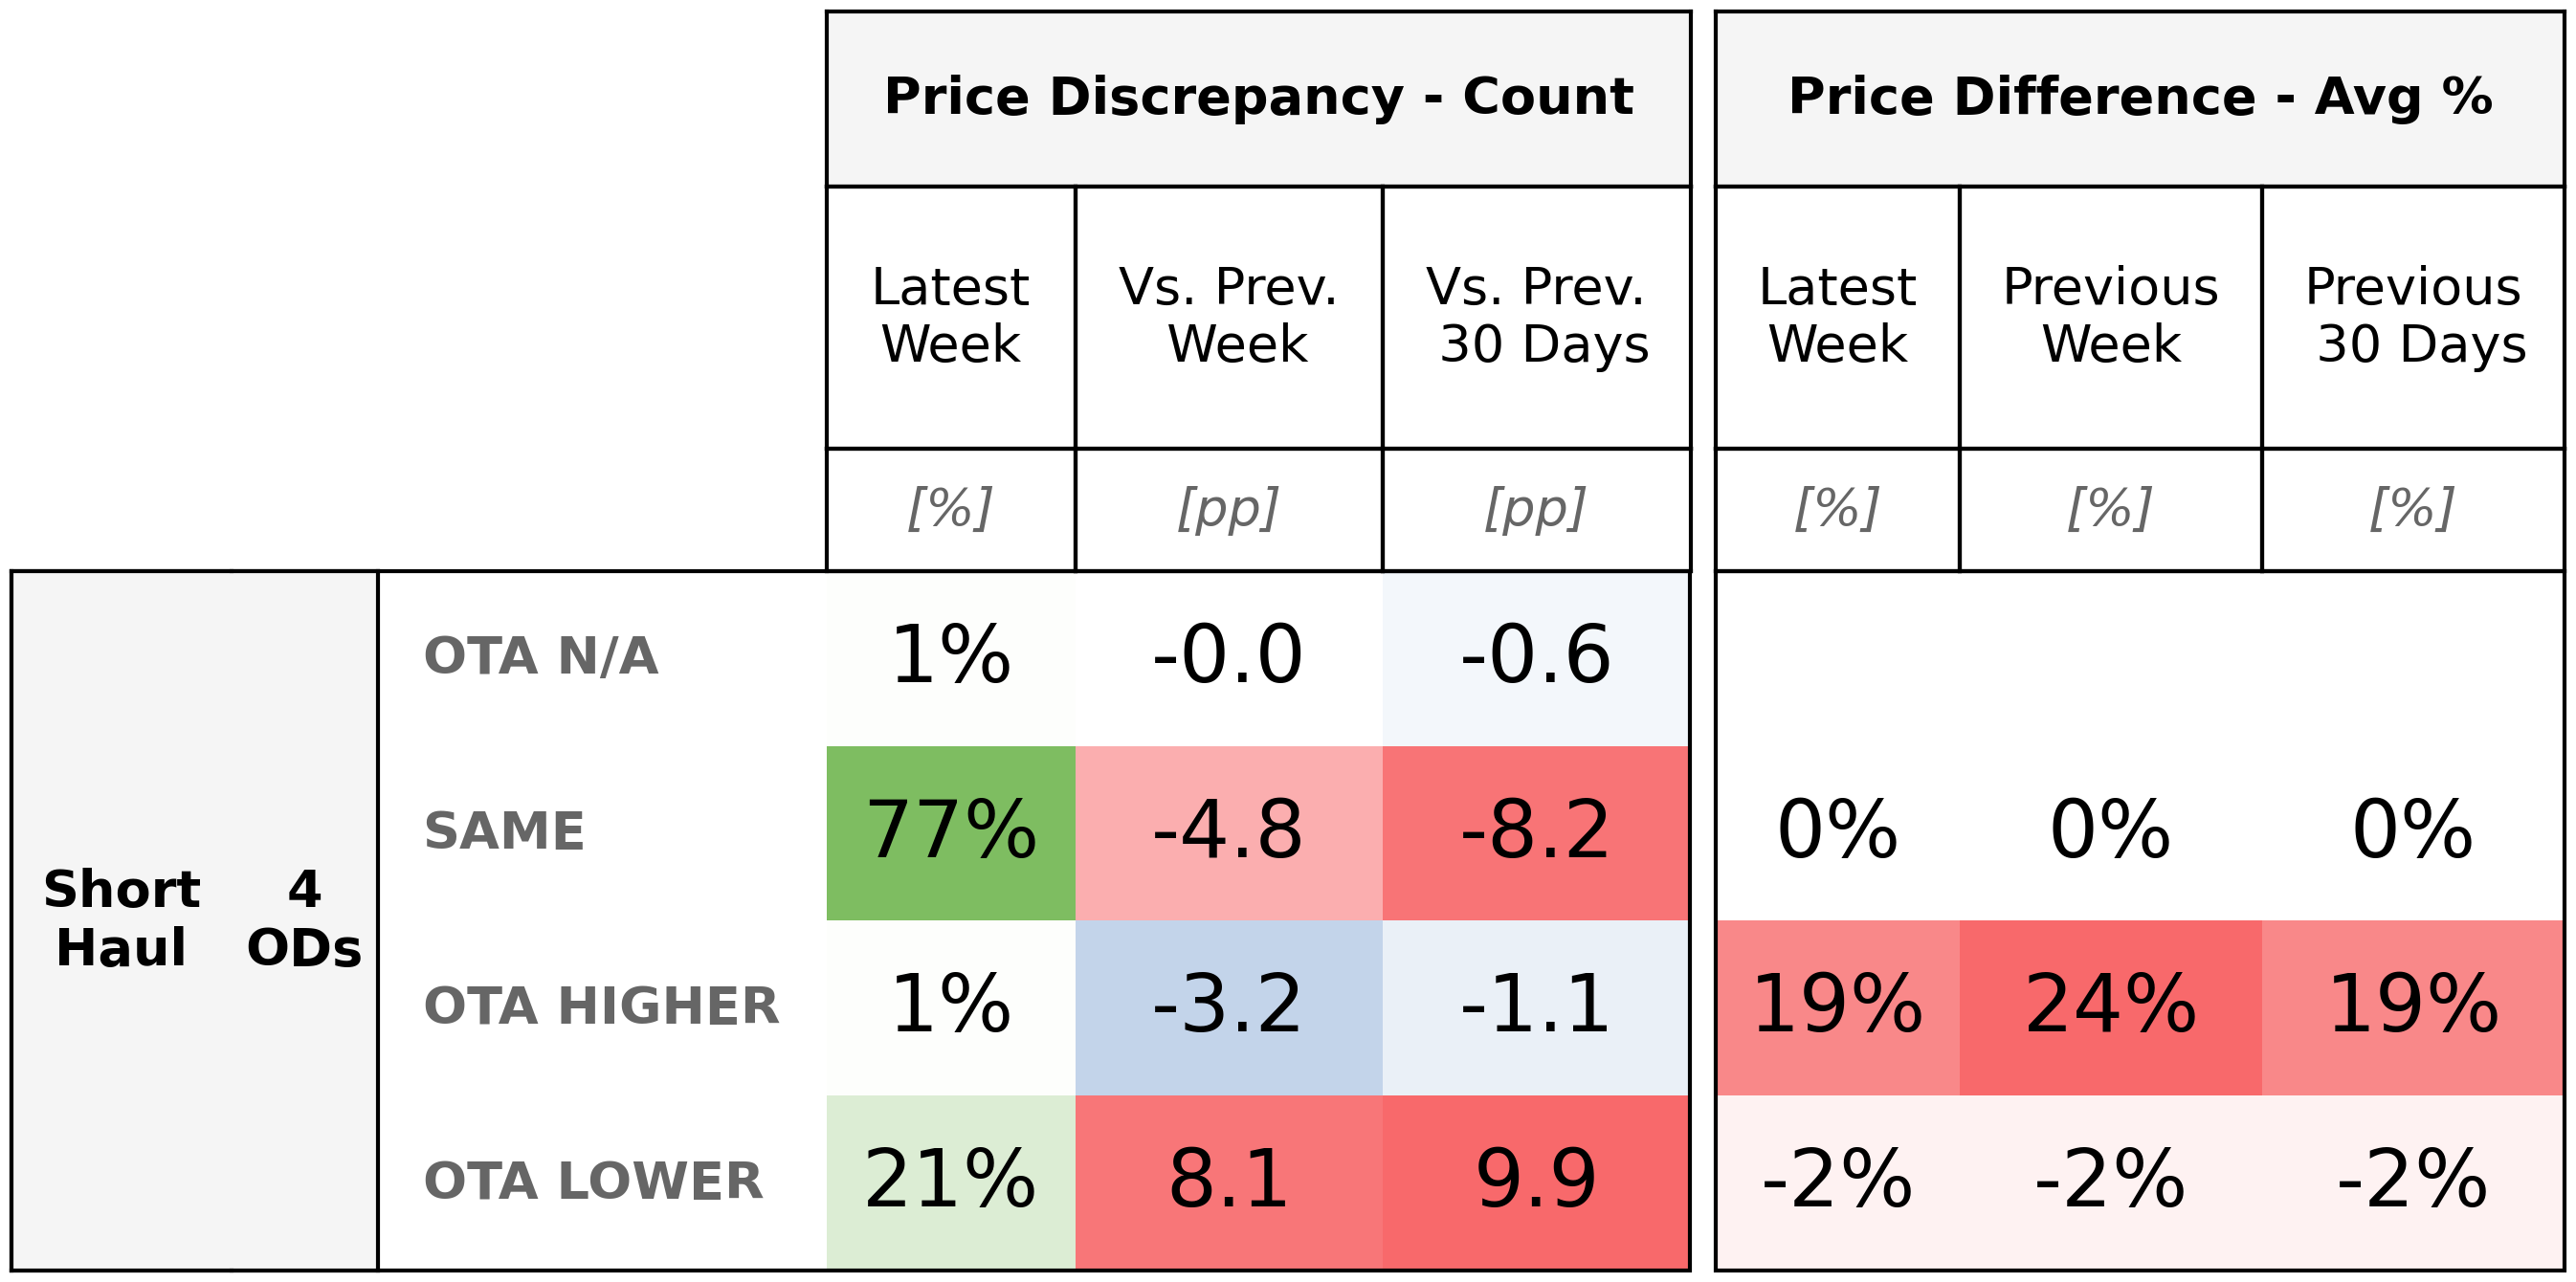 Price Discrepancy - Count Price Difference - Avg %
Latest Week Vs. Prev. Week Vs. Prev. 30 Days Latest Week Previous Week Previous 30 Days
[%] [pp] [pp] [%] [%] [%]
Short Haul 4 ODs
OTA N/A 1% -0.0 -0.6
SAME 77% -4.8 -8.2 0% 0% 0%
OTA HIGHER 1% -3.2 -1.1 19% 24% 19%
OTA LOWER 21% 8.1 9.9 -2% -2% -2%